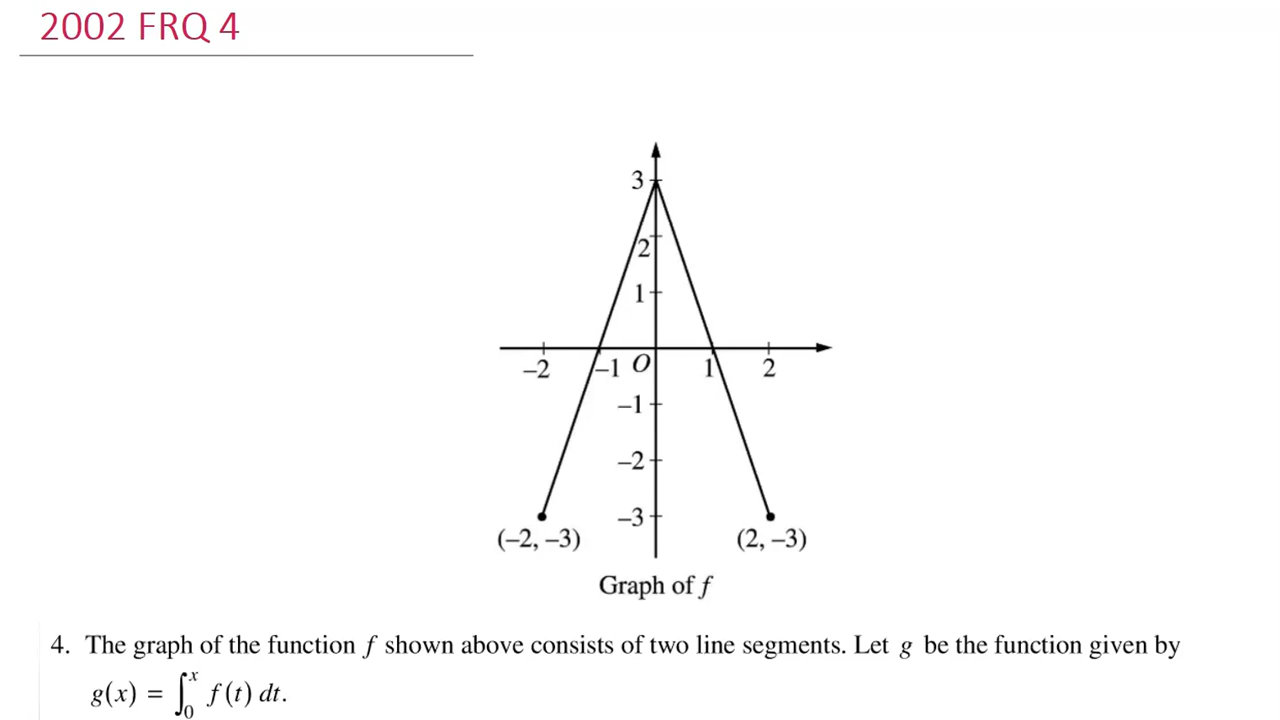 2002 FRQ 4
3
2
1
–2 –1 O 1 2
–1
–2
–3
(–2, –3) (2, –3)
Graph of f
4. The graph of the function f shown above consists of two line segments. Let g be the function given by
g(x) = ∫₀ˣ f(t) dt.